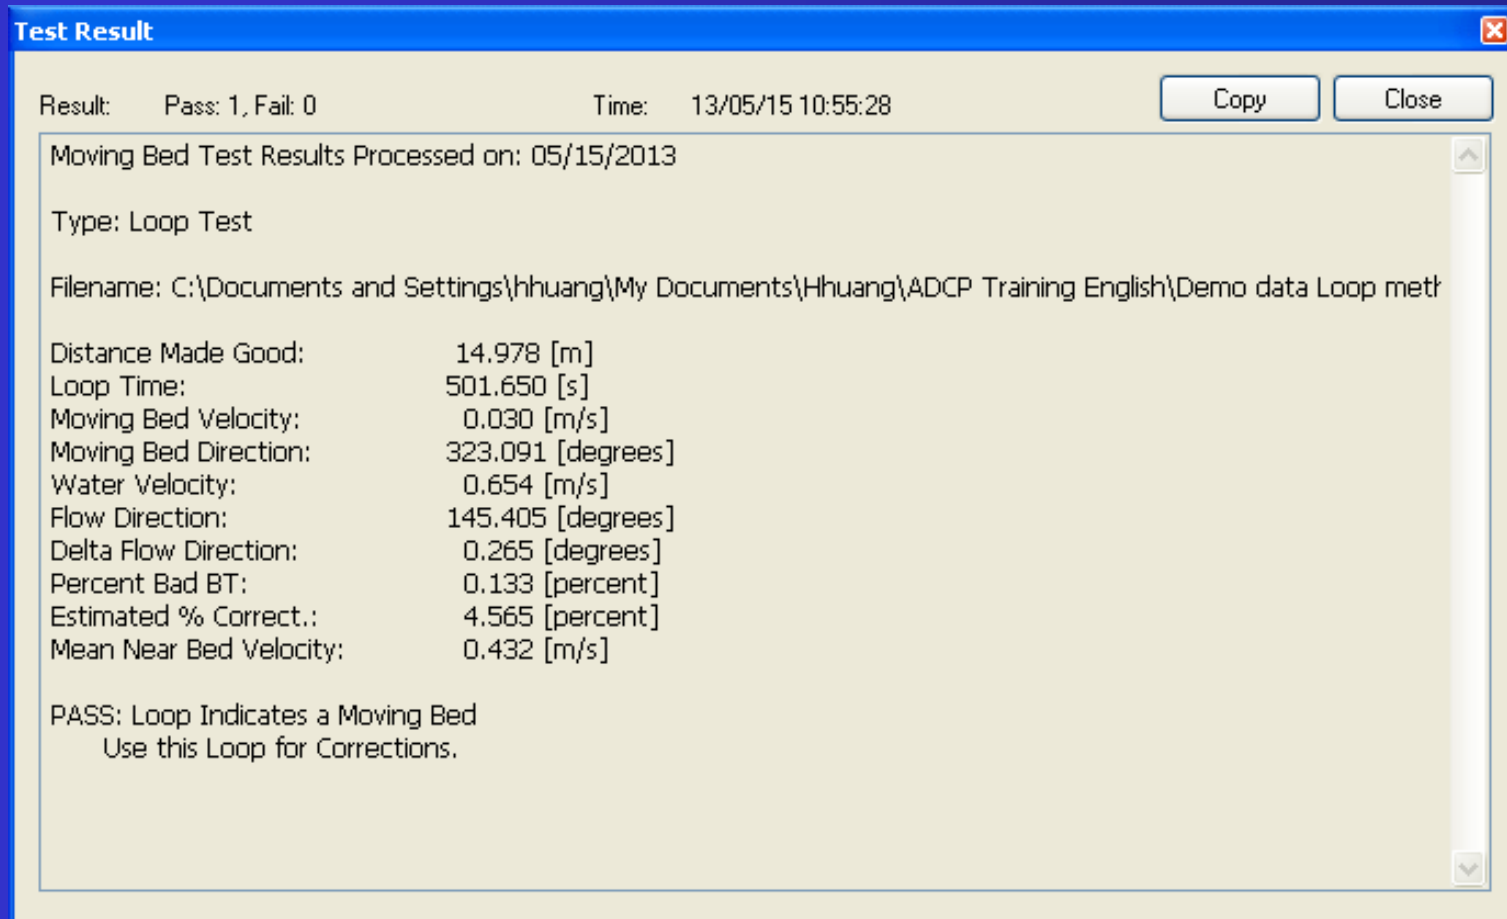 Test Result
Result: Pass: 1, Fail: 0 Time: 13/05/15 10:55:28 Copy Close
Moving Bed Test Results Processed on: 05/15/2013
Type: Loop Test
Filename: C:\Documents and Settings\hhuang\My Documents\Hhuang\ADCP Training English\Demo data Loop meth
Distance Made Good: 14.978 [m]
Loop Time: 501.650 [s]
Moving Bed Velocity: 0.030 [m/s]
Moving Bed Direction: 323.091 [degrees]
Water Velocity: 0.654 [m/s]
Flow Direction: 145.405 [degrees]
Delta Flow Direction: 0.265 [degrees]
Percent Bad BT: 0.133 [percent]
Estimated % Correct.: 4.565 [percent]
Mean Near Bed Velocity: 0.432 [m/s]
PASS: Loop Indicates a Moving Bed
Use this Loop for Corrections.